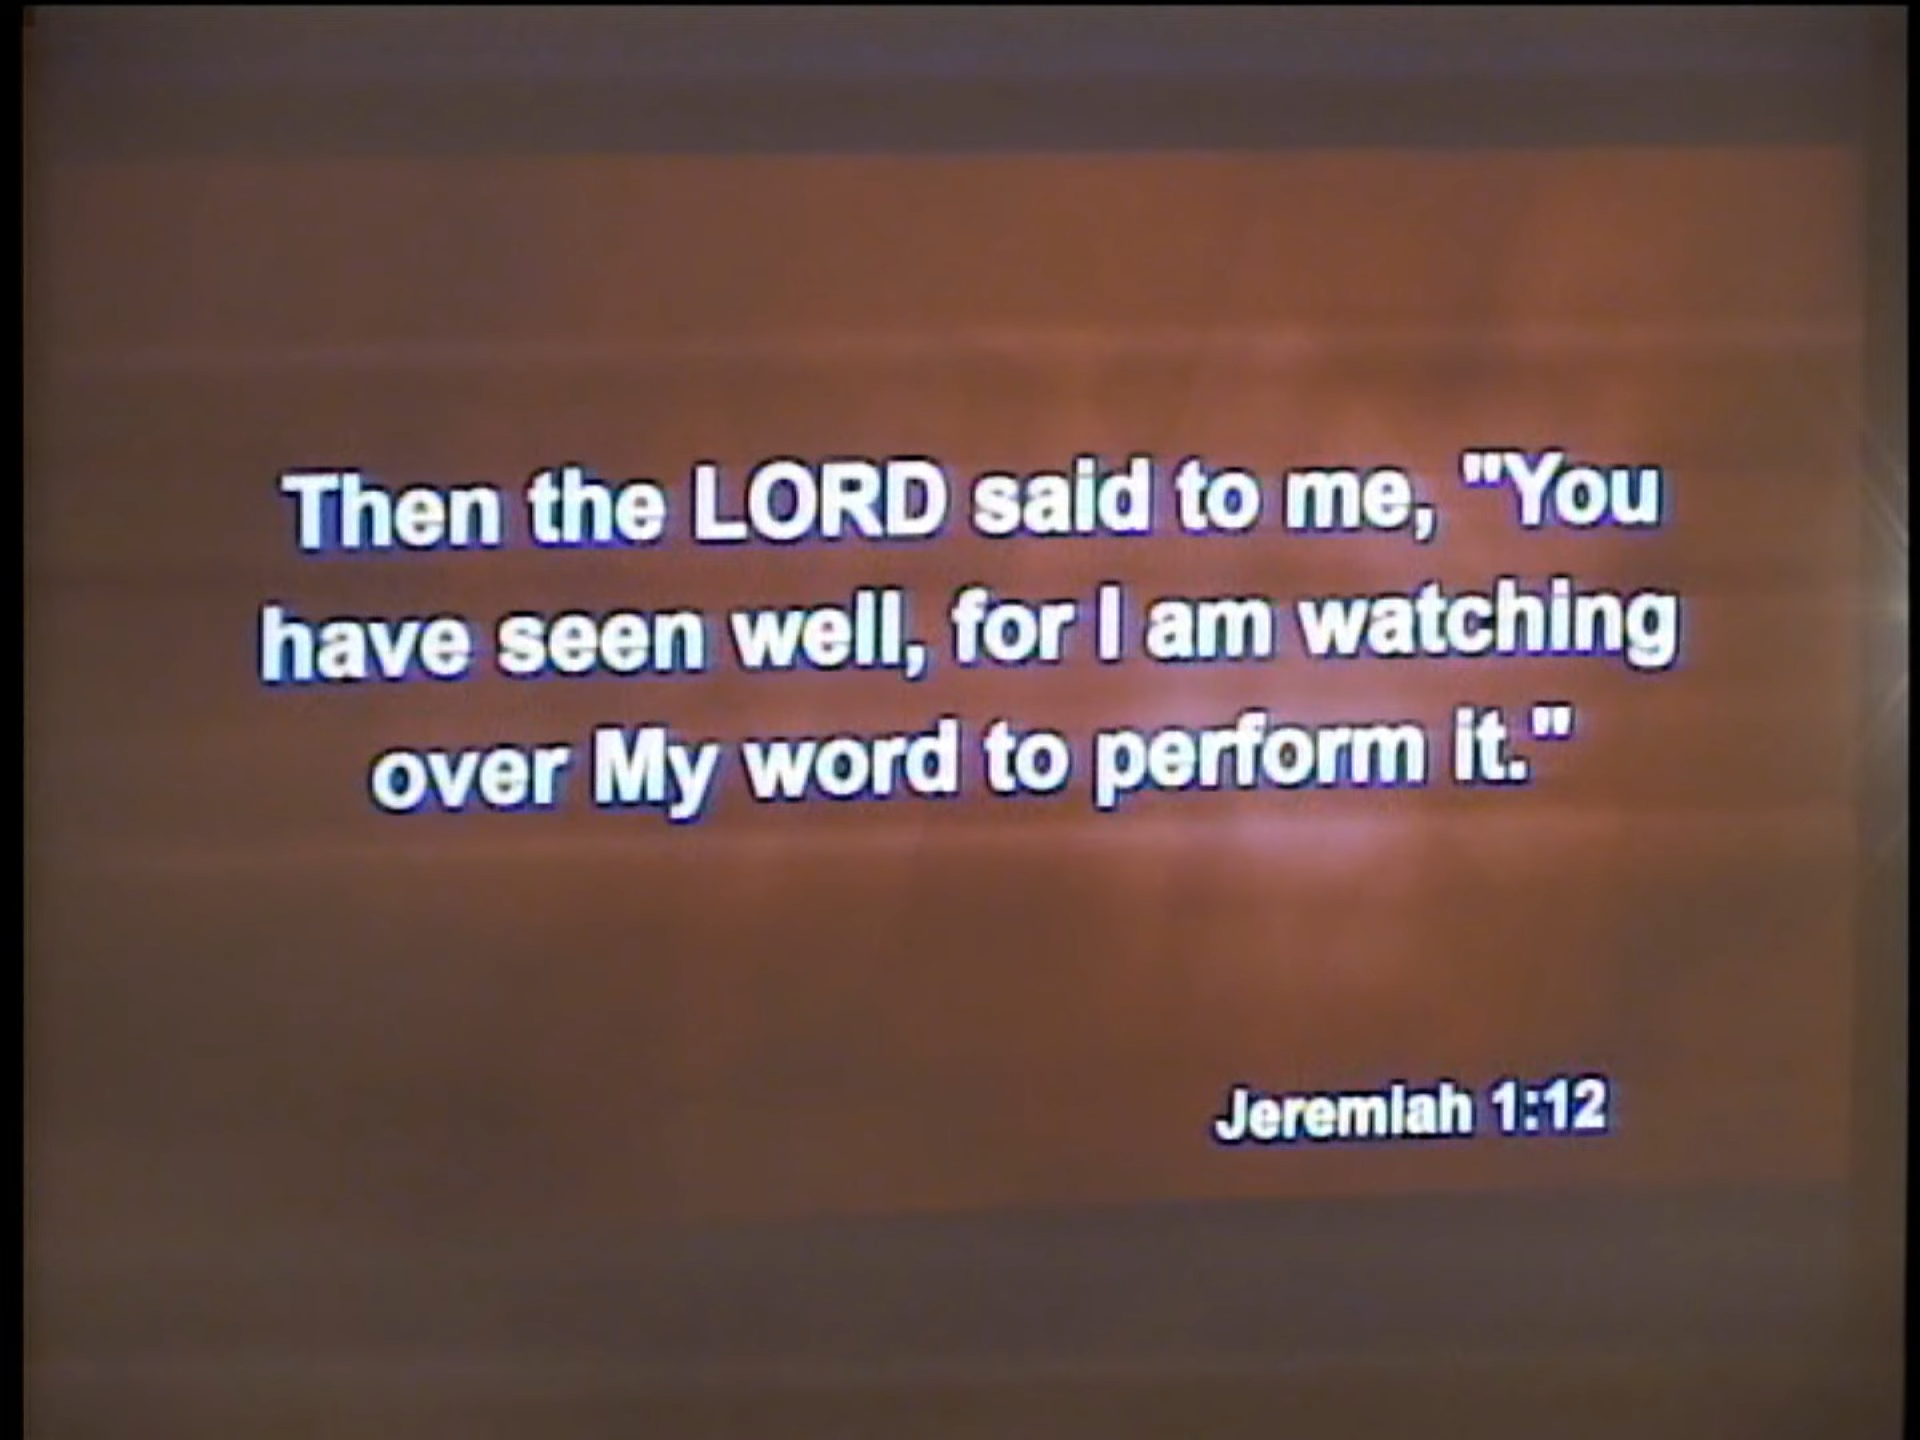 Then the LORD said to me, "You
have seen well, for I am watching
over My word to perform it."
Jeremiah 1:12